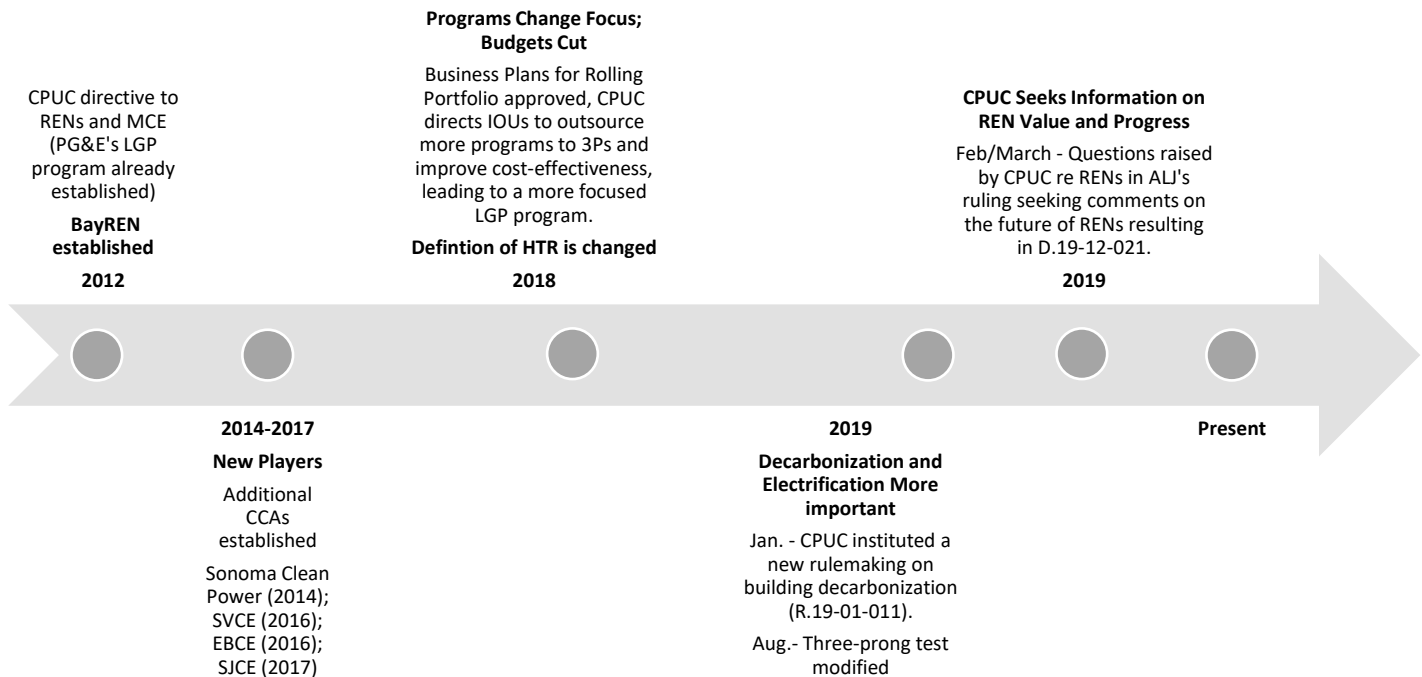 CPUC directive to
RENs and MCE
(PG&E's LGP
program already
established)
BayREN
established
2012
Programs Change Focus;
Budgets Cut
Business Plans for Rolling
Portfolio approved, CPUC
directs IOUs to outsource
more programs to 3Ps and
improve cost-effectiveness,
leading to a more focused
LGP program.
Defintion of HTR is changed
2018
CPUC Seeks Information on
REN Value and Progress
Feb/March - Questions raised
by CPUC re RENs in ALJ's
ruling seeking comments on
the future of RENs resulting
in D.19-12-021.
2019
2014-2017
New Players
Additional
CCAs
established
Sonoma Clean
Power (2014);
SVCE (2016);
EBCE (2016);
SJCE (2017)
2019
Decarbonization and
Electrification More
important
Jan. - CPUC instituted a
new rulemaking on
building decarbonization
(R.19-01-011).
Aug.- Three-prong test
modified
Present